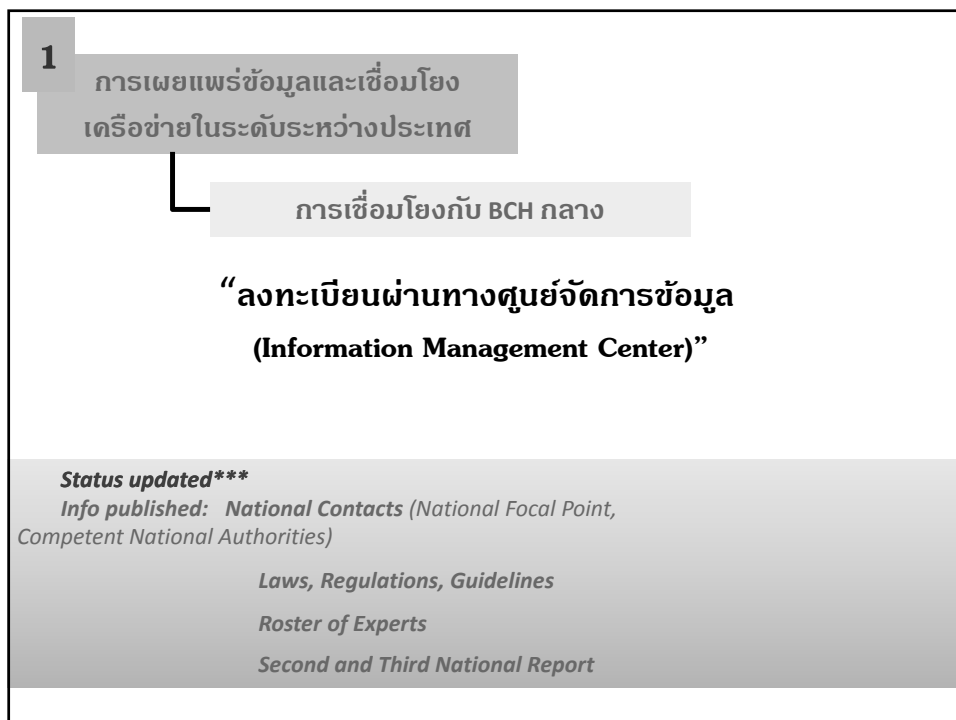 1
การเผยแพร่ข้อมูลและเชื่อมโยง
เครือข่ายในระดับระหว่างประเทศ
การเชื่อมโยงกับ BCH กลาง
“ลงทะเบียนผ่านทางศูนย์จัดการข้อมูล
(Information Management Center)”
Status updated***
Info published: National Contacts (National Focal Point,
Competent National Authorities)
Laws, Regulations, Guidelines
Roster of Experts
Second and Third National Report